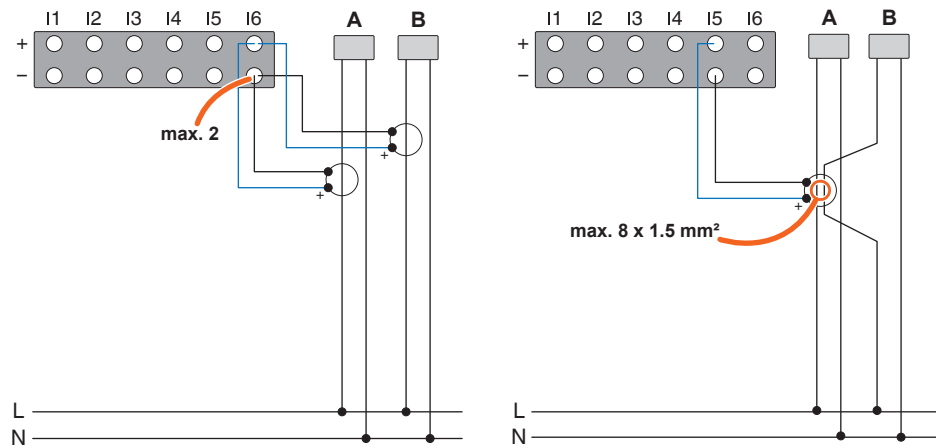 I1 I2 I3 I4 I5 I6 A B
+
−
max. 2
+
+
L
N
I1 I2 I3 I4 I5 I6 A B
+
−
+
max. 8 x 1.5 mm²
L
N